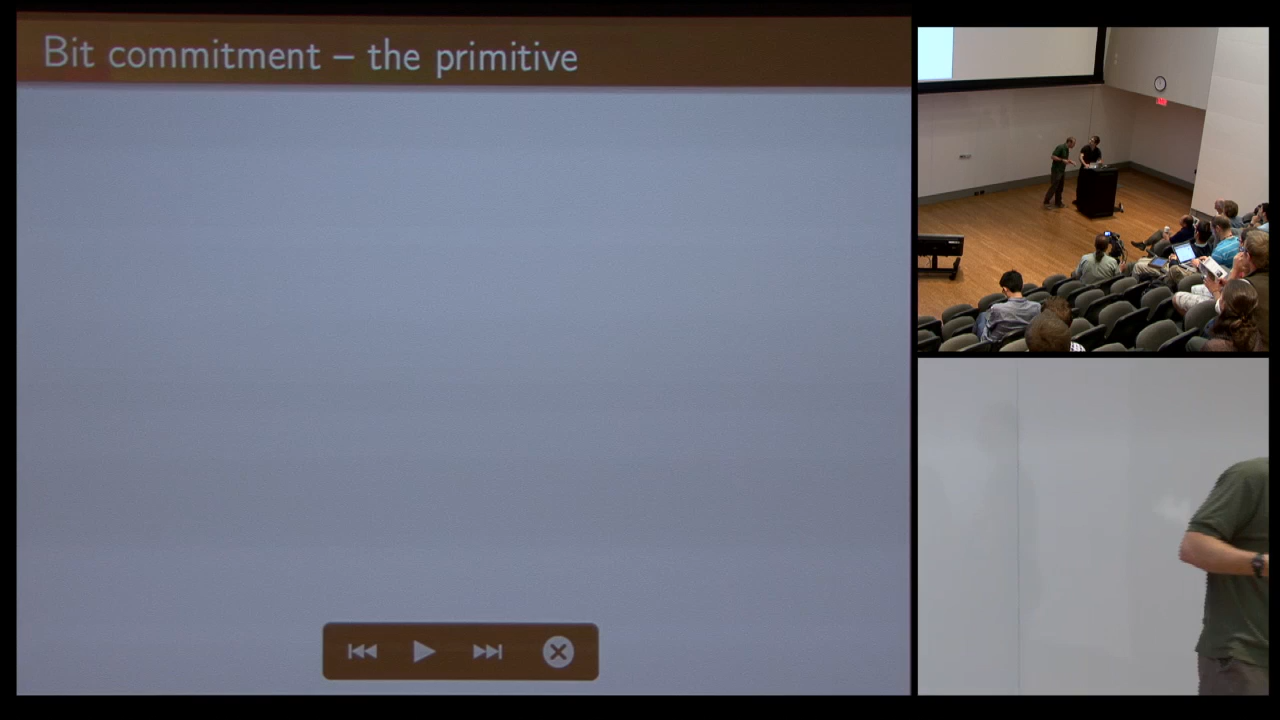 Bit commitment – the primitive